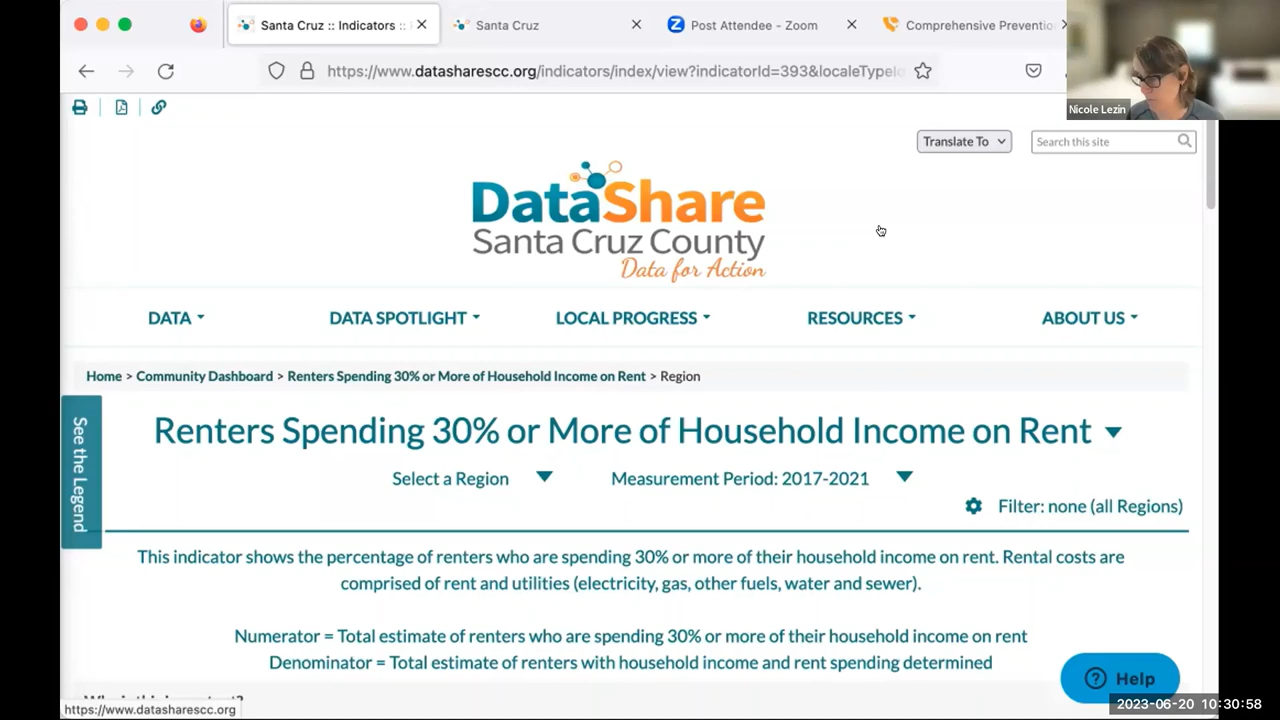 Santa Cruz :: Indicators ::
Santa Cruz
Post Attendee - Zoom
Comprehensive Preventio
https://www.datasharescc.org/indicators/index/view?indicatorId=393&localeTypeI
Nicole Lezin
Translate To
Search this site
DataShare
Santa Cruz County
Data for Action
DATA
DATA SPOTLIGHT
LOCAL PROGRESS
RESOURCES
ABOUT US
Home > Community Dashboard > Renters Spending 30% or More of Household Income on Rent > Region
See the Legend
Renters Spending 30% or More of Household Income on Rent
Select a Region
Measurement Period: 2017-2021
Filter: none (all Regions)
This indicator shows the percentage of renters who are spending 30% or more of their household income on rent. Rental costs are
comprised of rent and utilities (electricity, gas, other fuels, water and sewer).
Numerator = Total estimate of renters who are spending 30% or more of their household income on rent
Denominator = Total estimate of renters with household income and rent spending determined
Help
https://www.datasharescc.org
2023-06-20 10:30:58